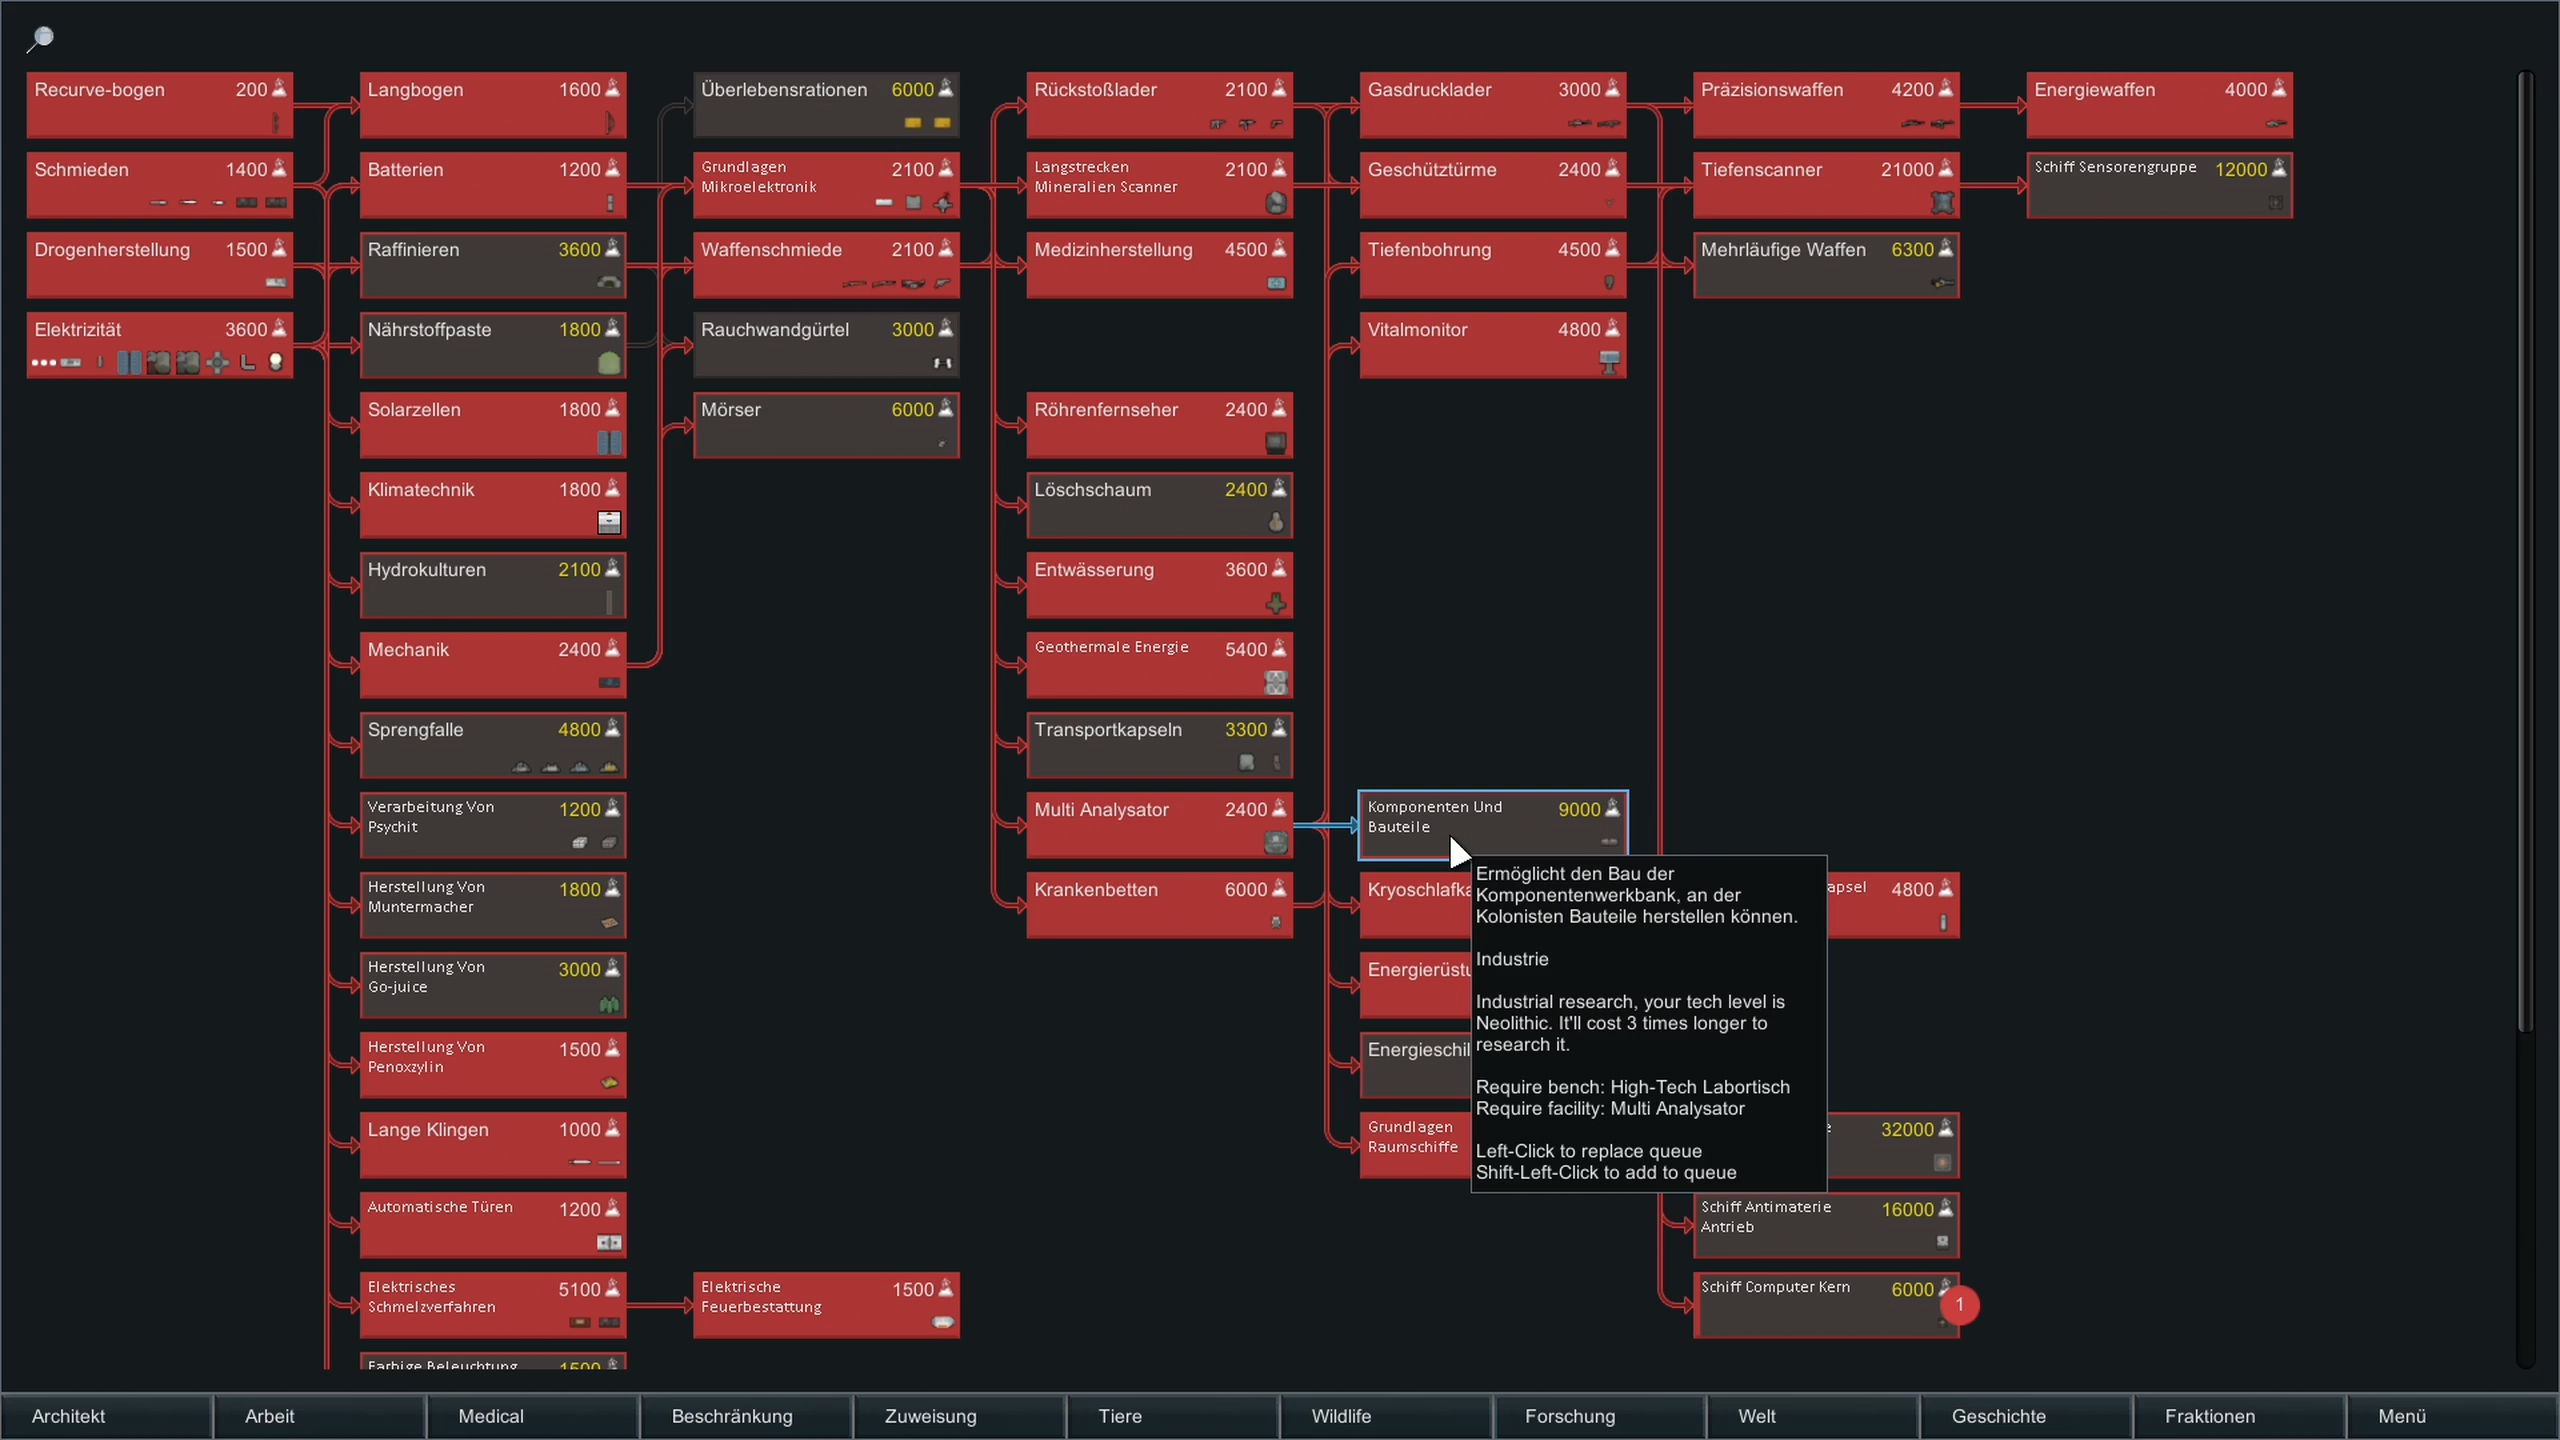 Recurve-bogen 200
Langbogen 1600
Überlebensrationen 6000
Rückstoßlader 2100
Gasdrucklader 3000
Präzisionswaffen 4200
Energiewaffen 4000
Schmieden 1400
Batterien 1200
Grundlagen
Mikroelektronik 2100
Langstrecken
Mineralien Scanner 2100
Geschütztürme 2400
Tiefenscanner 21000
Schiff Sensorengruppe 12000
Drogenherstellung 1500
Raffinieren 3600
Waffenschmiede 2100
Medizinherstellung 4500
Tiefenbohrung 4500
Mehrläufige Waffen 6300
Elektrizität 3600
Nährstoffpaste 1800
Rauchwandgürtel 3000
Vitalmonitor 4800
Solarzellen 1800
Mörser 6000
Röhrenfernseher 2400
Klimatechnik 1800
Löschschaum 2400
Hydrokulturen 2100
Entwässerung 3600
Mechanik 2400
Geothermale Energie 5400
Sprengfalle 4800
Transportkapseln 3300
Verarbeitung Von
Psychit 1200
Multi Analysator 2400
Komponenten Und
Bauteile 9000
Herstellung Von
Muntermacher 1800
Krankenbetten 6000
Kryoschlafka
apsel 4800
Herstellung Von
Go-juice 3000
Energierüstu
Herstellung Von
Penoxzylin 1500
Energieschil
Lange Klingen 1000
Grundlagen
Raumschiffe
e 32000
Automatische Türen 1200
Schiff Antimaterie
Antrieb 16000
Elektrisches
Schmelzverfahren 5100
Elektrische
Feuerbestattung 1500
Schiff Computer Kern 6000
1
Farbige Beleuchtung 1500
Ermöglicht den Bau der
Komponentenwerkbank, an der
Kolonisten Bauteile herstellen können.
Industrie
Industrial research, your tech level is
Neolithic. It'll cost 3 times longer to
research it.
Require bench: High-Tech Labortisch
Require facility: Multi Analysator
Left-Click to replace queue
Shift-Left-Click to add to queue
Architekt
Arbeit
Medical
Beschränkung
Zuweisung
Tiere
Wildlife
Forschung
Welt
Geschichte
Fraktionen
Menü